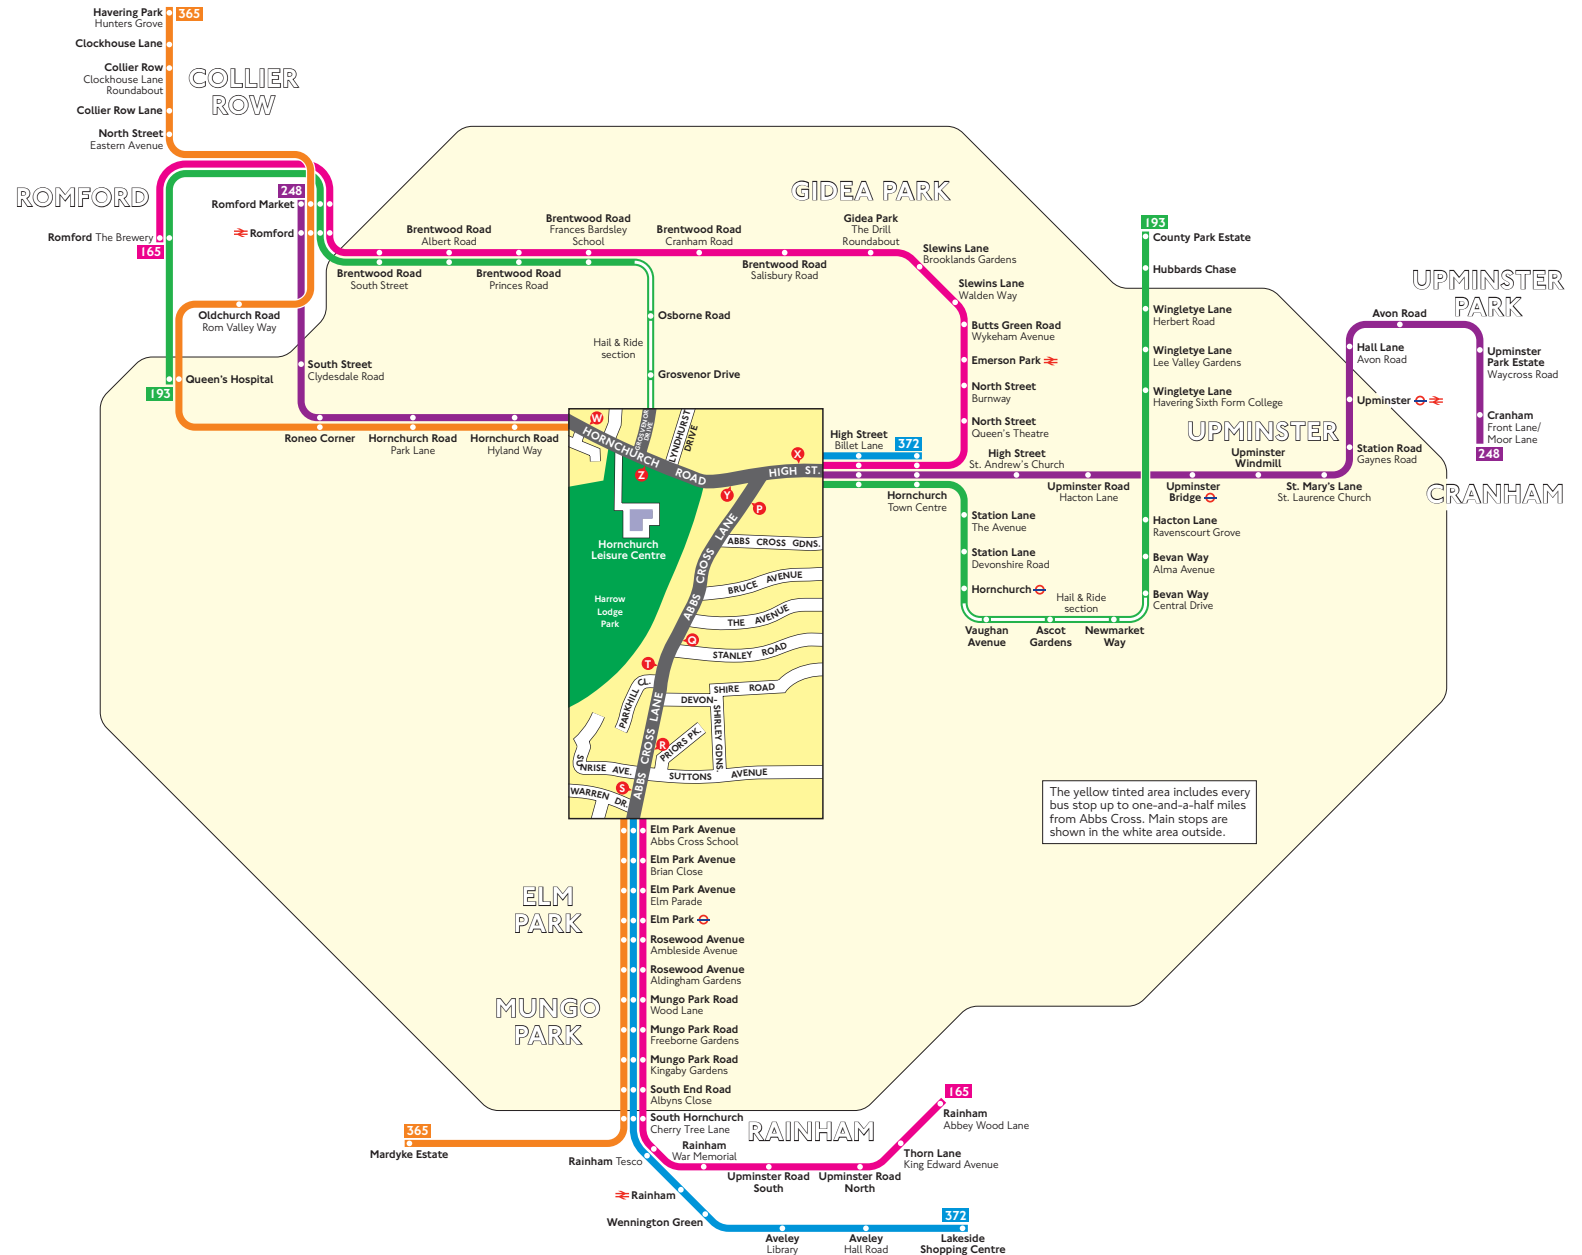 Havering Park
Hunters Grove
365
Clockhouse Lane
Collier Row
Clockhouse Lane
Roundabout
Collier Row Lane
North Street
Eastern Avenue
COLLIER
ROW
ROMFORD
248
Romford Market
Romford
Romford The Brewery
165
Oldchurch Road
Rom Valley Way
Queen's Hospital
193
South Street
Clydesdale Road
Roneo Corner
Hornchurch Road
Park Lane
Hornchurch Road
Hyland Way
Brentwood Road
Albert Road
Brentwood Road
Frances Bardsley
School
Brentwood Road
Cranham Road
Brentwood Road
South Street
Brentwood Road
Princes Road
Brentwood Road
Salisbury Road
GIDEA PARK
Gidea Park
The Drill
Roundabout
Slewins Lane
Brooklands Gardens
Slewins Lane
Walden Way
Butts Green Road
Wykeham Avenue
Emerson Park
North Street
Burnway
North Street
Queen's Theatre
Osborne Road
Hail & Ride
section
Grosvenor Drive
193
County Park Estate
Hubbards Chase
Wingletye Lane
Herbert Road
Wingletye Lane
Lee Valley Gardens
Wingletye Lane
Havering Sixth Form College
UPMINSTER
PARK
Avon Road
Hall Lane
Avon Road
Upminster
Park Estate
Waycross Road
Upminster
Cranham
Front Lane/
Moor Lane
248
UPMINSTER
Station Road
Gaynes Road
CRANHAM
High Street
Billet Lane
372
High Street
St. Andrew's Church
Upminster Road
Hacton Lane
Upminster
Bridge
Upminster
Windmill
St. Mary's Lane
St. Laurence Church
Hornchurch
Town Centre
Station Lane
The Avenue
Station Lane
Devonshire Road
Hornchurch
Vaughan
Avenue
Ascot
Gardens
Hail & Ride
section
Newmarket
Way
Hacton Lane
Ravenscourt Grove
Bevan Way
Alma Avenue
Bevan Way
Central Drive
W
HORNCHURCH ROAD
GROSVENOR
DRIVE
LYNDHURST
DRIVE
X
HIGH ST.
Z
Y
P
Hornchurch
Leisure Centre
Harrow
Lodge
Park
ABBS CROSS LANE
ABBS CROSS GDNS.
BRUCE AVENUE
THE AVENUE
Q
STANLEY ROAD
T
PARKHILL CL.
DEVON-
SHIRE ROAD
SHIRLEY GDNS.
ABBS CROSS LANE
R
PRIORS PK.
SUNRISE AVE.
SUTTONS AVENUE
S
WARREN DR.
The yellow tinted area includes every
bus stop up to one-and-a-half miles
from Abbs Cross. Main stops are
shown in the white area outside.
Elm Park Avenue
Abbs Cross School
Elm Park Avenue
Brian Close
Elm Park Avenue
Elm Parade
ELM
PARK
Elm Park
Rosewood Avenue
Ambleside Avenue
Rosewood Avenue
Aldingham Gardens
MUNGO
PARK
Mungo Park Road
Wood Lane
Mungo Park Road
Freeborne Gardens
Mungo Park Road
Kingaby Gardens
South End Road
Albyns Close
South Hornchurch
Cherry Tree Lane
RAINHAM
365
Mardyke Estate
Rainham Tesco
Rainham
War Memorial
Upminster Road
South
Upminster Road
North
Thorn Lane
King Edward Avenue
165
Rainham
Abbey Wood Lane
Rainham
Wennington Green
Aveley
Library
Aveley
Hall Road
372
Lakeside
Shopping Centre